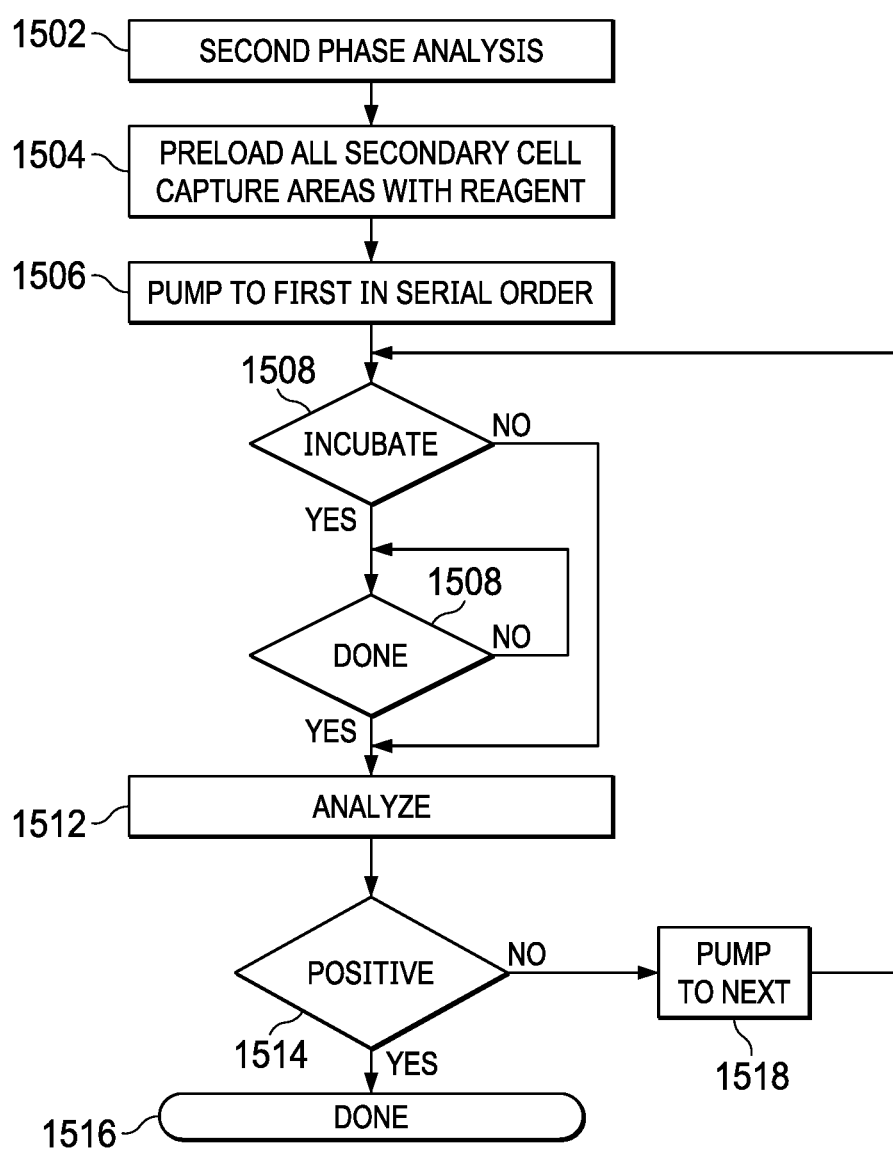 1502
SECOND PHASE ANALYSIS
1504
PRELOAD ALL SECONDARY CELL
CAPTURE AREAS WITH REAGENT
1506
PUMP TO FIRST IN SERIAL ORDER
1508
INCUBATE
NO
YES
1508
DONE
NO
YES
1512
ANALYZE
POSITIVE
NO
PUMP
TO NEXT
1514
YES
1518
1516
DONE